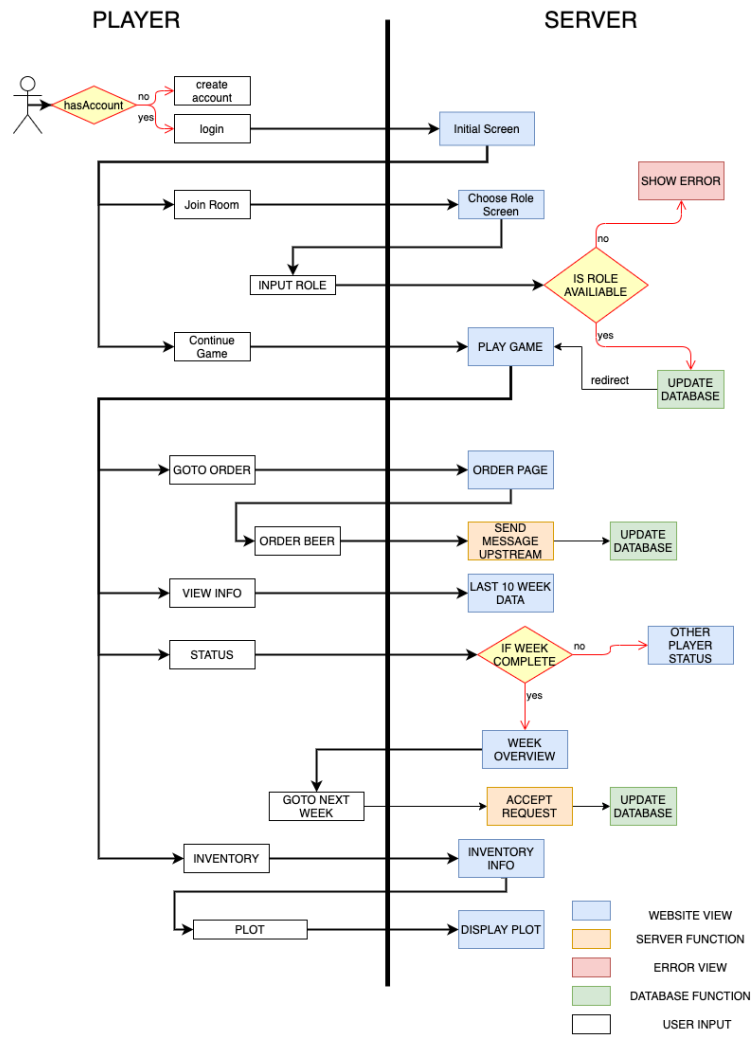 PLAYER
SERVER
hasAccount
no
yes
create
account
login
Initial Screen
SHOW ERROR
Join Room
Choose Role
Screen
no
INPUT ROLE
IS ROLE
AVAILIABLE
yes
Continue
Game
PLAY GAME
redirect
UPDATE
DATABASE
GOTO ORDER
ORDER PAGE
ORDER BEER
SEND
MESSAGE
UPSTREAM
UPDATE
DATABASE
VIEW INFO
LAST 10 WEEK
DATA
STATUS
IF WEEK
COMPLETE
no
OTHER
PLAYER
STATUS
yes
WEEK
OVERVIEW
GOTO NEXT
WEEK
ACCEPT
REQUEST
UPDATE
DATABASE
INVENTORY
INVENTORY
INFO
PLOT
DISPLAY PLOT
WEBSITE VIEW
SERVER FUNCTION
ERROR VIEW
DATABASE FUNCTION
USER INPUT